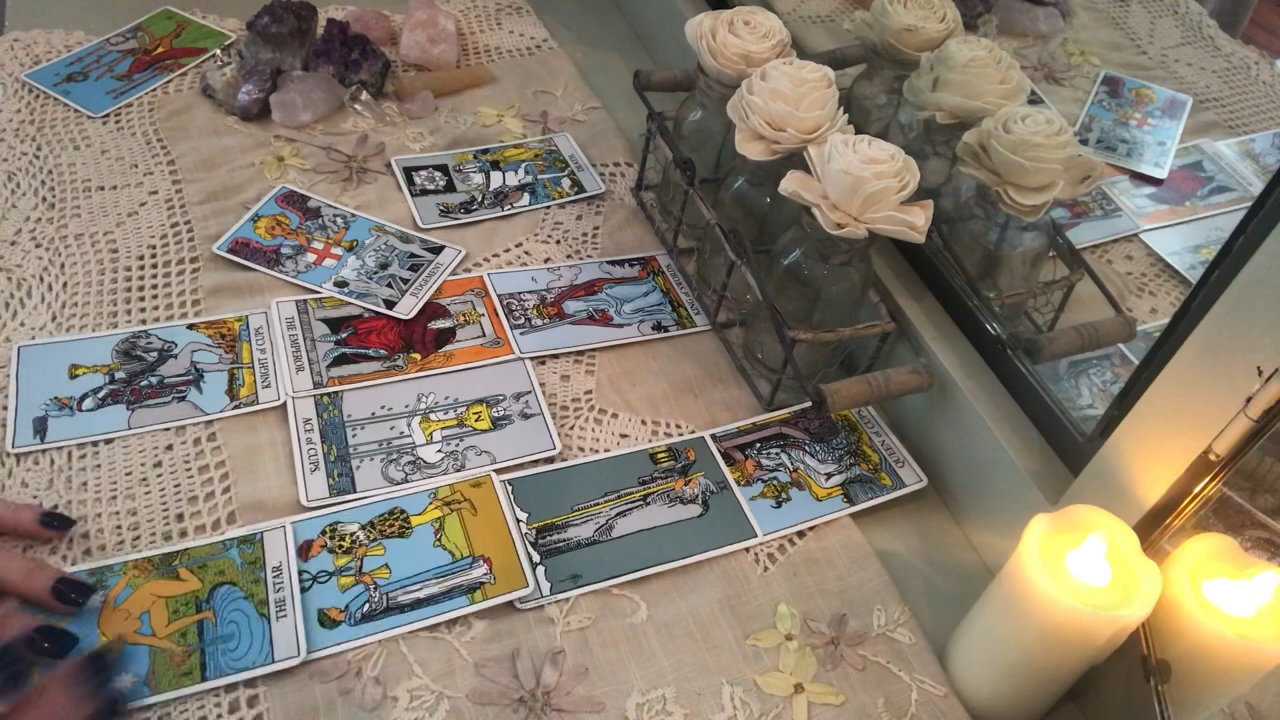 DEATH
JUDGEMENT
KNIGHT of CUPS.
THE EMPEROR.
KING of SWORDS.
ACE of CUPS.
QUEEN of CUPS.
THE STAR.